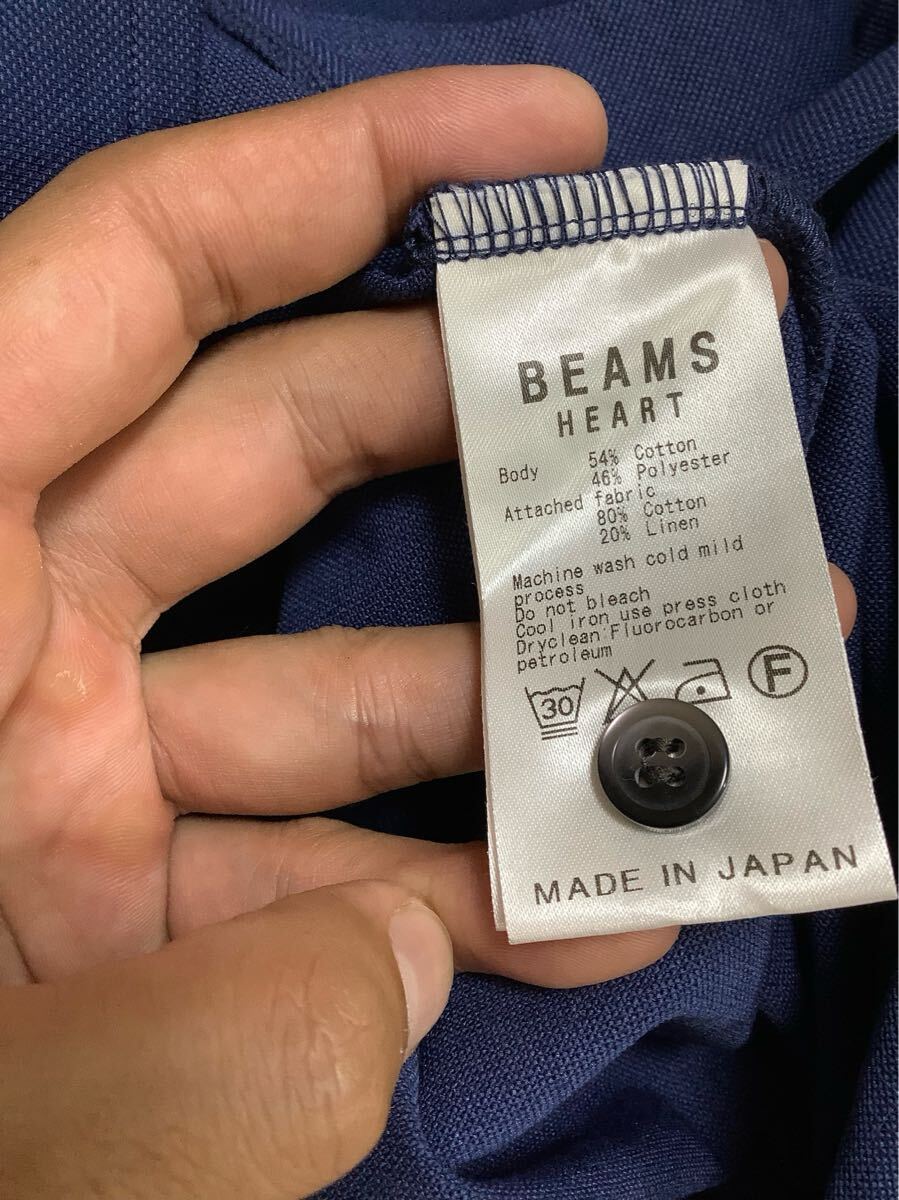 BEAMS
HEART
Body 54% Cotton
46% Polyester
Attached fabric
80% Cotton
20% Linen
Machine wash cold mild
process
Do not bleach
Cool iron use press cloth
Dryclean:Fluorocarbon or
petroleum
30 F
MADE IN JAPAN